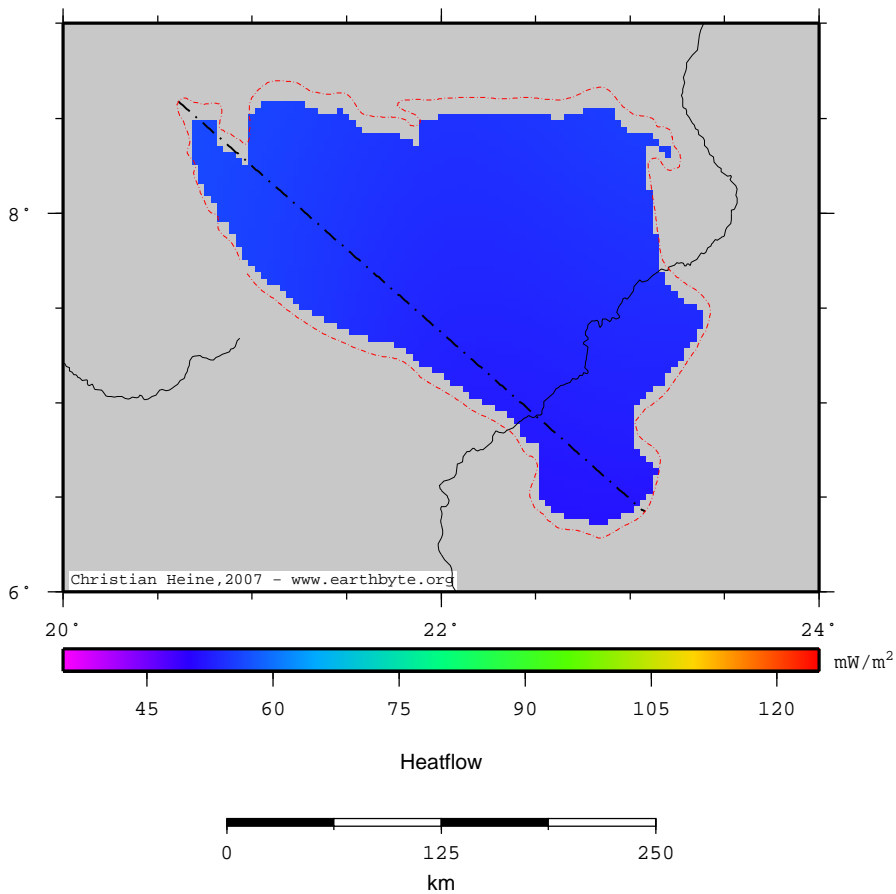 8°
Christian Heine,2007 - www.earthbyte.org
6°
20° 22° 24°
mW/m²
45 60 75 90 105 120
Heatflow
0 125 250
km